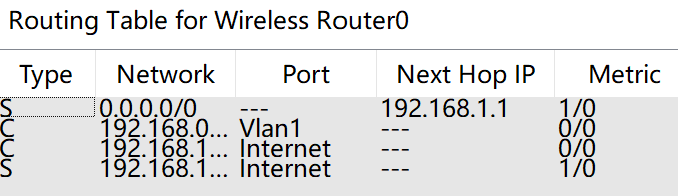 Routing Table for Wireless Router0
Type Network Port Next Hop IP Metric
S 0.0.0.0/0 --- 192.168.1.1 1/0
C 192.168.0... Vlan1 --- 0/0
C 192.168.1... Internet --- 0/0
S 192.168.1... Internet --- 1/0